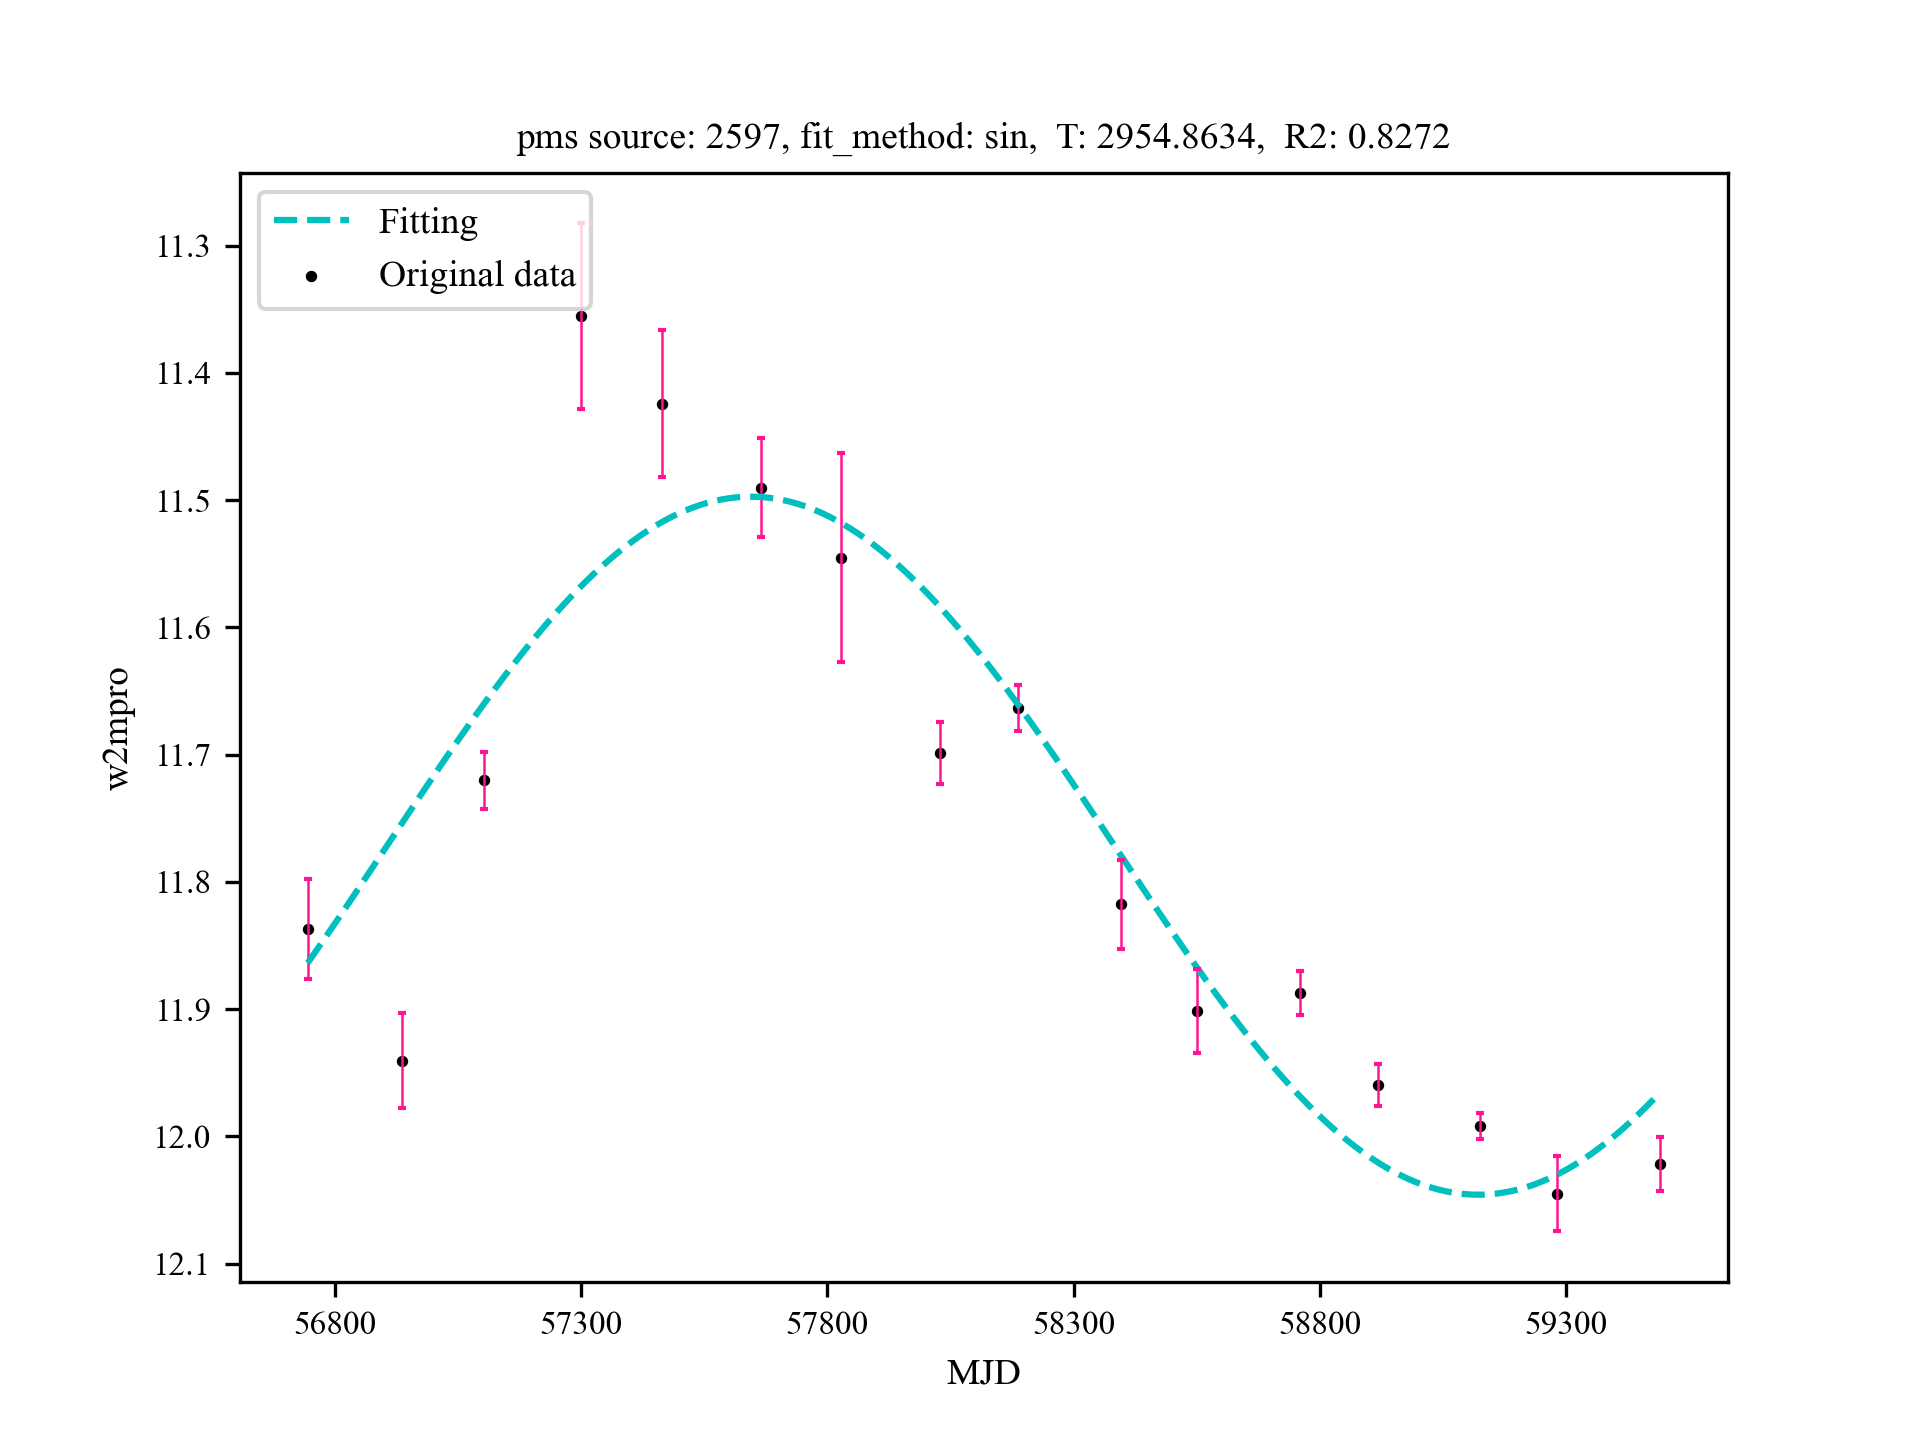 pms source: 2597, fit_method: sin,  T: 2954.8634,  R2: 0.8272
Fitting
Original data
11.3
11.4
11.5
11.6
11.7
11.8
11.9
12.0
12.1
w2mpro
56800 57300 57800 58300 58800 59300
MJD